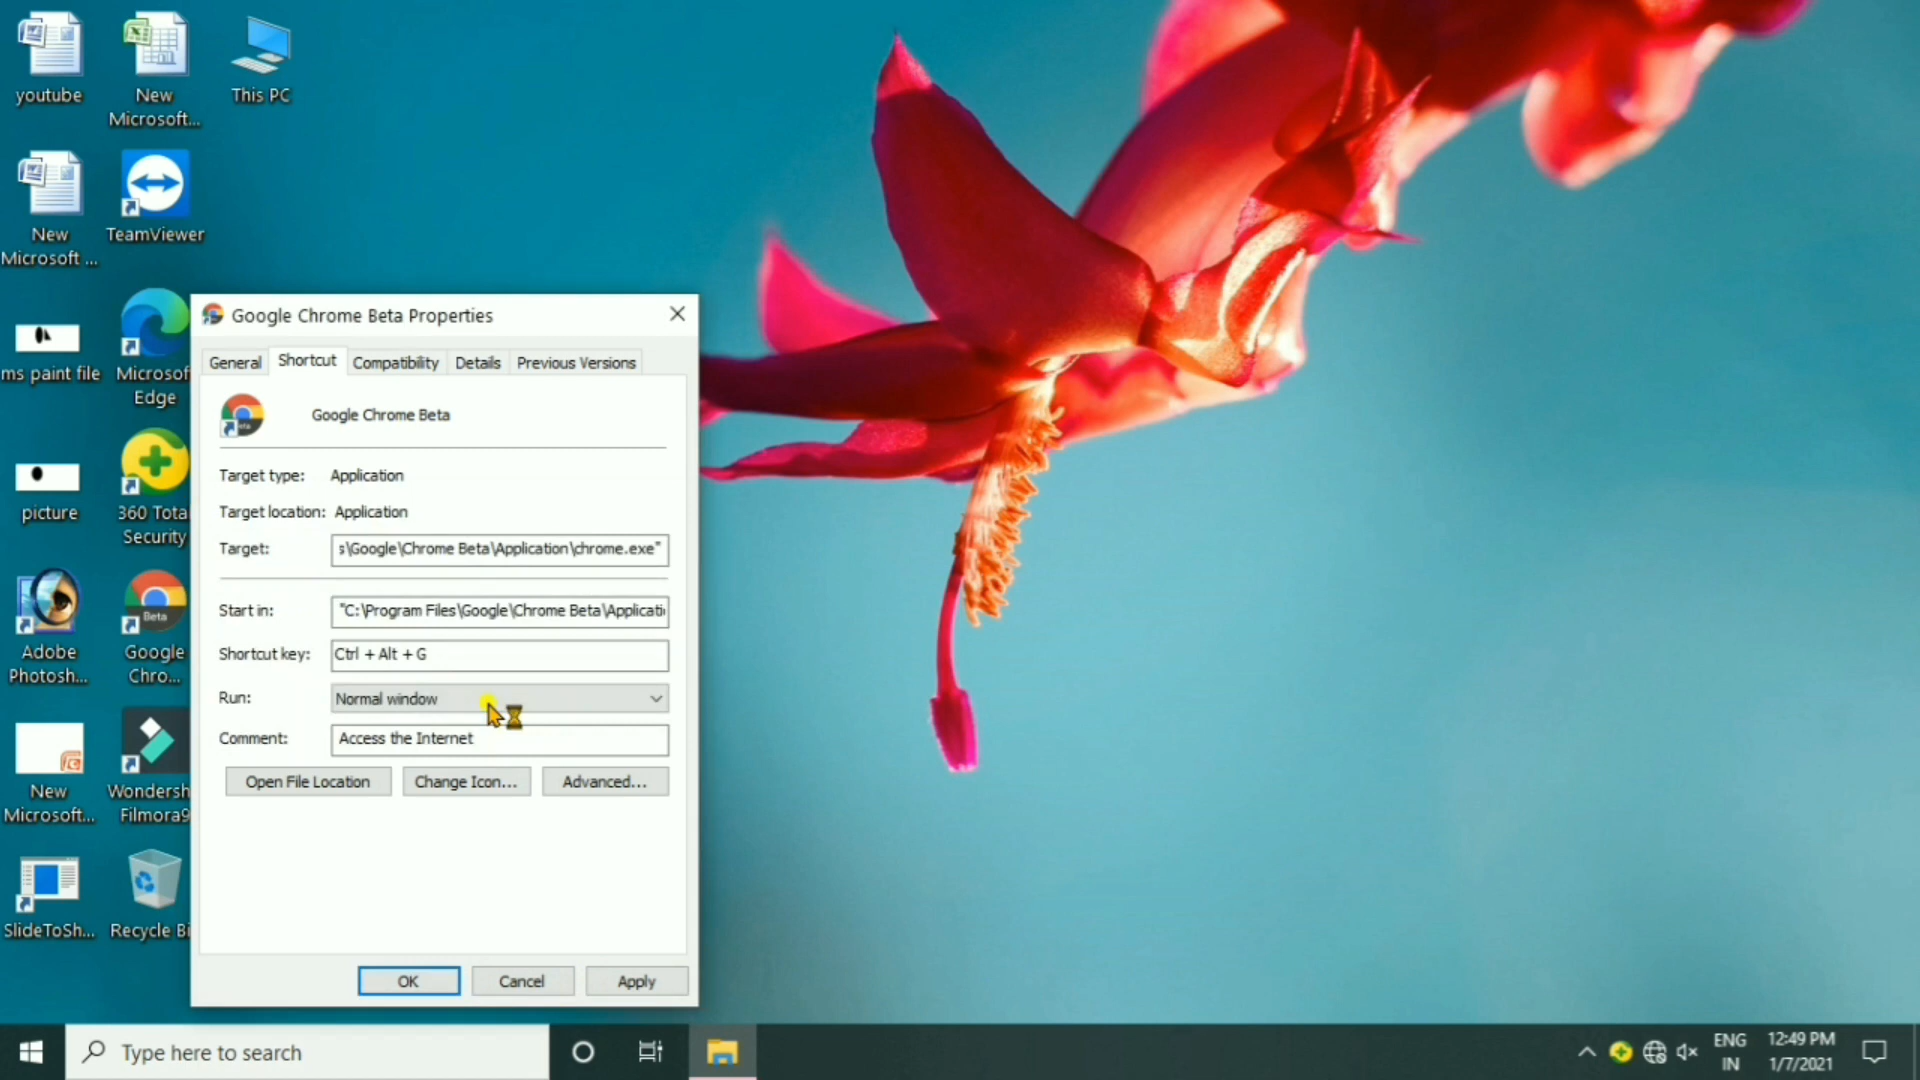 youtube
New
Microsoft...
This PC
New
Microsoft ...
TeamViewer
ms paint file
Microsof
Edge
picture
360 Tota
Security
Adobe
Photosh...
Beta
Google
Chro...
New
Microsoft...
Wondersh
Filmora9
SlideToSh...
Recycle Bi
Google Chrome Beta Properties
General
Shortcut
Compatibility
Details
Previous Versions
Google Chrome Beta
Target type: Application
Target location: Application
Target: s\Google\Chrome Beta\Application\chrome.exe"
Start in: "C:\Program Files\Google\Chrome Beta\Applicati
Shortcut key: Ctrl + Alt + G
Run: Normal window
Comment: Access the Internet
Open File Location
Change Icon...
Advanced...
OK
Cancel
Apply
Type here to search
ENG
IN
12:49 PM
1/7/2021